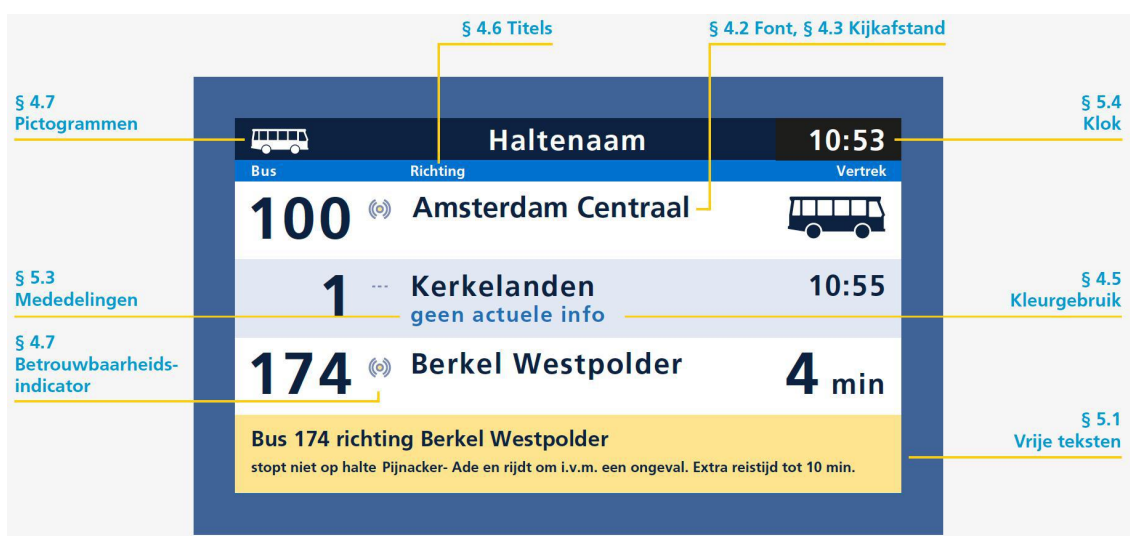 § 4.6 Titels
§ 4.2 Font, § 4.3 Kijkafstand
§ 4.7
Pictogrammen
§ 5.4
Klok
Haltenaam
10:53
Bus
Richting
Vertrek
100
Amsterdam Centraal
§ 5.3
Mededelingen
1
Kerkelanden
10:55
geen actuele info
§ 4.5
Kleurgebruik
§ 4.7
Betrouwbaarheids-
indicator
174
Berkel Westpolder
4 min
Bus 174 richting Berkel Westpolder
stopt niet op halte Pijnacker- Ade en rijdt om i.v.m. een ongeval. Extra reistijd tot 10 min.
§ 5.1
Vrije teksten